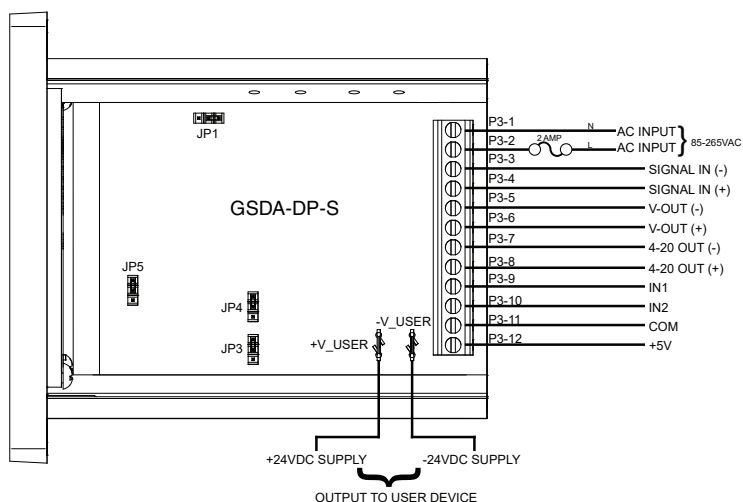 JP1
GSDA-DP-S
JP5
JP4
JP3
+V_USER
-V_USER
P3-1 N AC INPUT
P3-2 2 AMP L AC INPUT
85-265VAC
P3-3 SIGNAL IN (-)
P3-4 SIGNAL IN (+)
P3-5 V-OUT (-)
P3-6 V-OUT (+)
P3-7 4-20 OUT (-)
P3-8 4-20 OUT (+)
P3-9 IN1
P3-10 IN2
P3-11 COM
P3-12 +5V
+24VDC SUPPLY
-24VDC SUPPLY
OUTPUT TO USER DEVICE